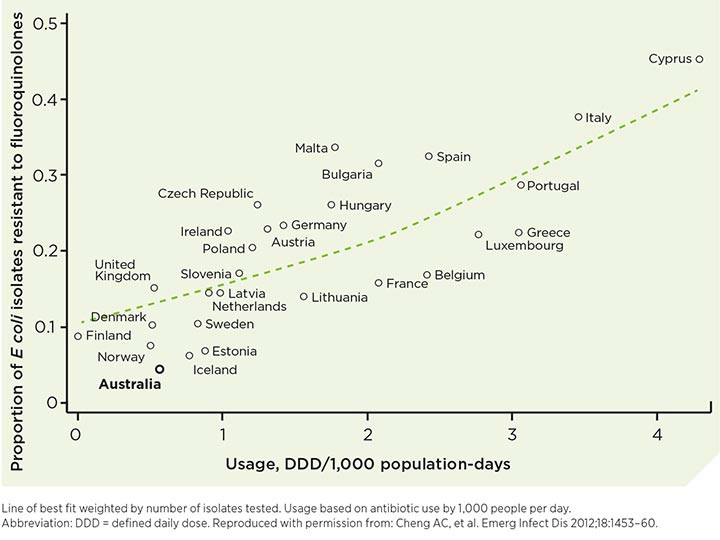 Proportion of E coli isolates resistant to fluoroquinolones
0.5
0.4
0.3
0.2
0.1
0
Cyprus
Italy
Malta
Spain
Bulgaria
Portugal
Czech Republic
Hungary
Ireland
Germany
Greece
Austria
Luxembourg
Poland
United
Kingdom
Slovenia
Belgium
France
Latvia
Lithuania
Netherlands
Denmark
Sweden
Finland
Norway
Estonia
Iceland
Australia
0
1
2
3
4
Usage, DDD/1,000 population-days
Line of best fit weighted by number of isolates tested. Usage based on antibiotic use by 1,000 people per day.
Abbreviation: DDD = defined daily dose. Reproduced with permission from: Cheng AC, et al. Emerg Infect Dis 2012;18:1453–60.